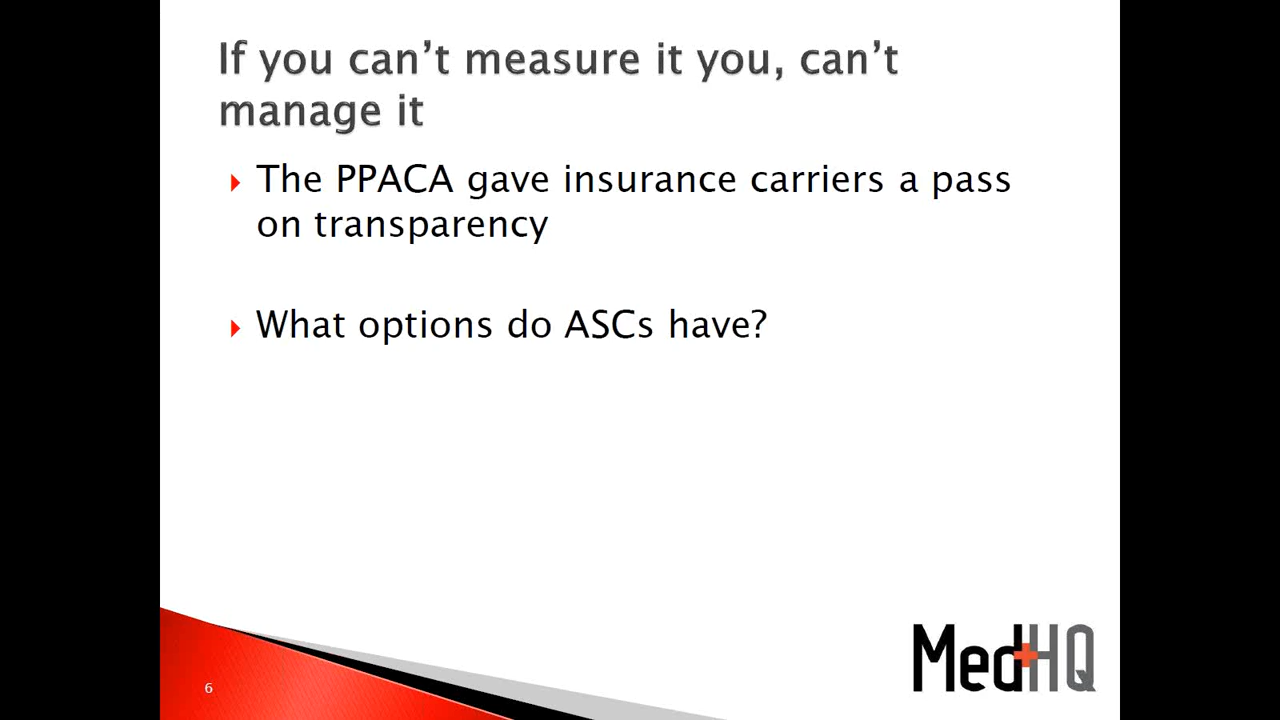 If you can’t measure it you, can’t
manage it
The PPACA gave insurance carriers a pass
on transparency
What options do ASCs have?
6
MedHQ